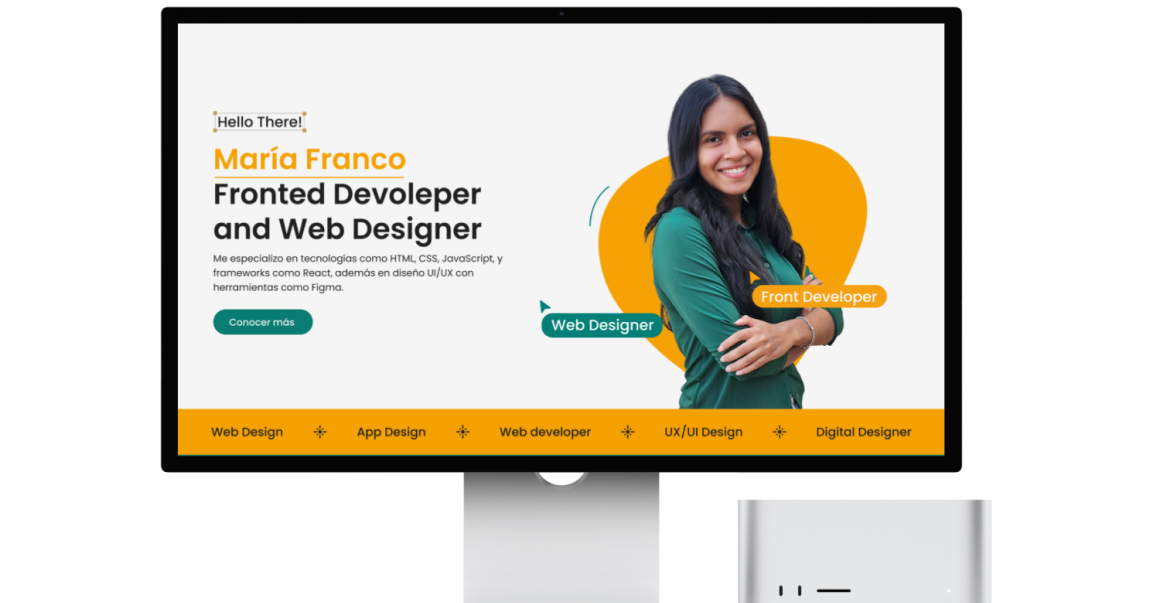 Hello There!
María Franco
Fronted Devoleper
and Web Designer
Me especializo en tecnologías como HTML, CSS, JavaScript, y
frameworks como React, además en diseño UI/UX con
herramientas como Figma.
Conocer más
Web Designer
Front Developer
Web Design
App Design
Web developer
UX/UI Design
Digital Designer